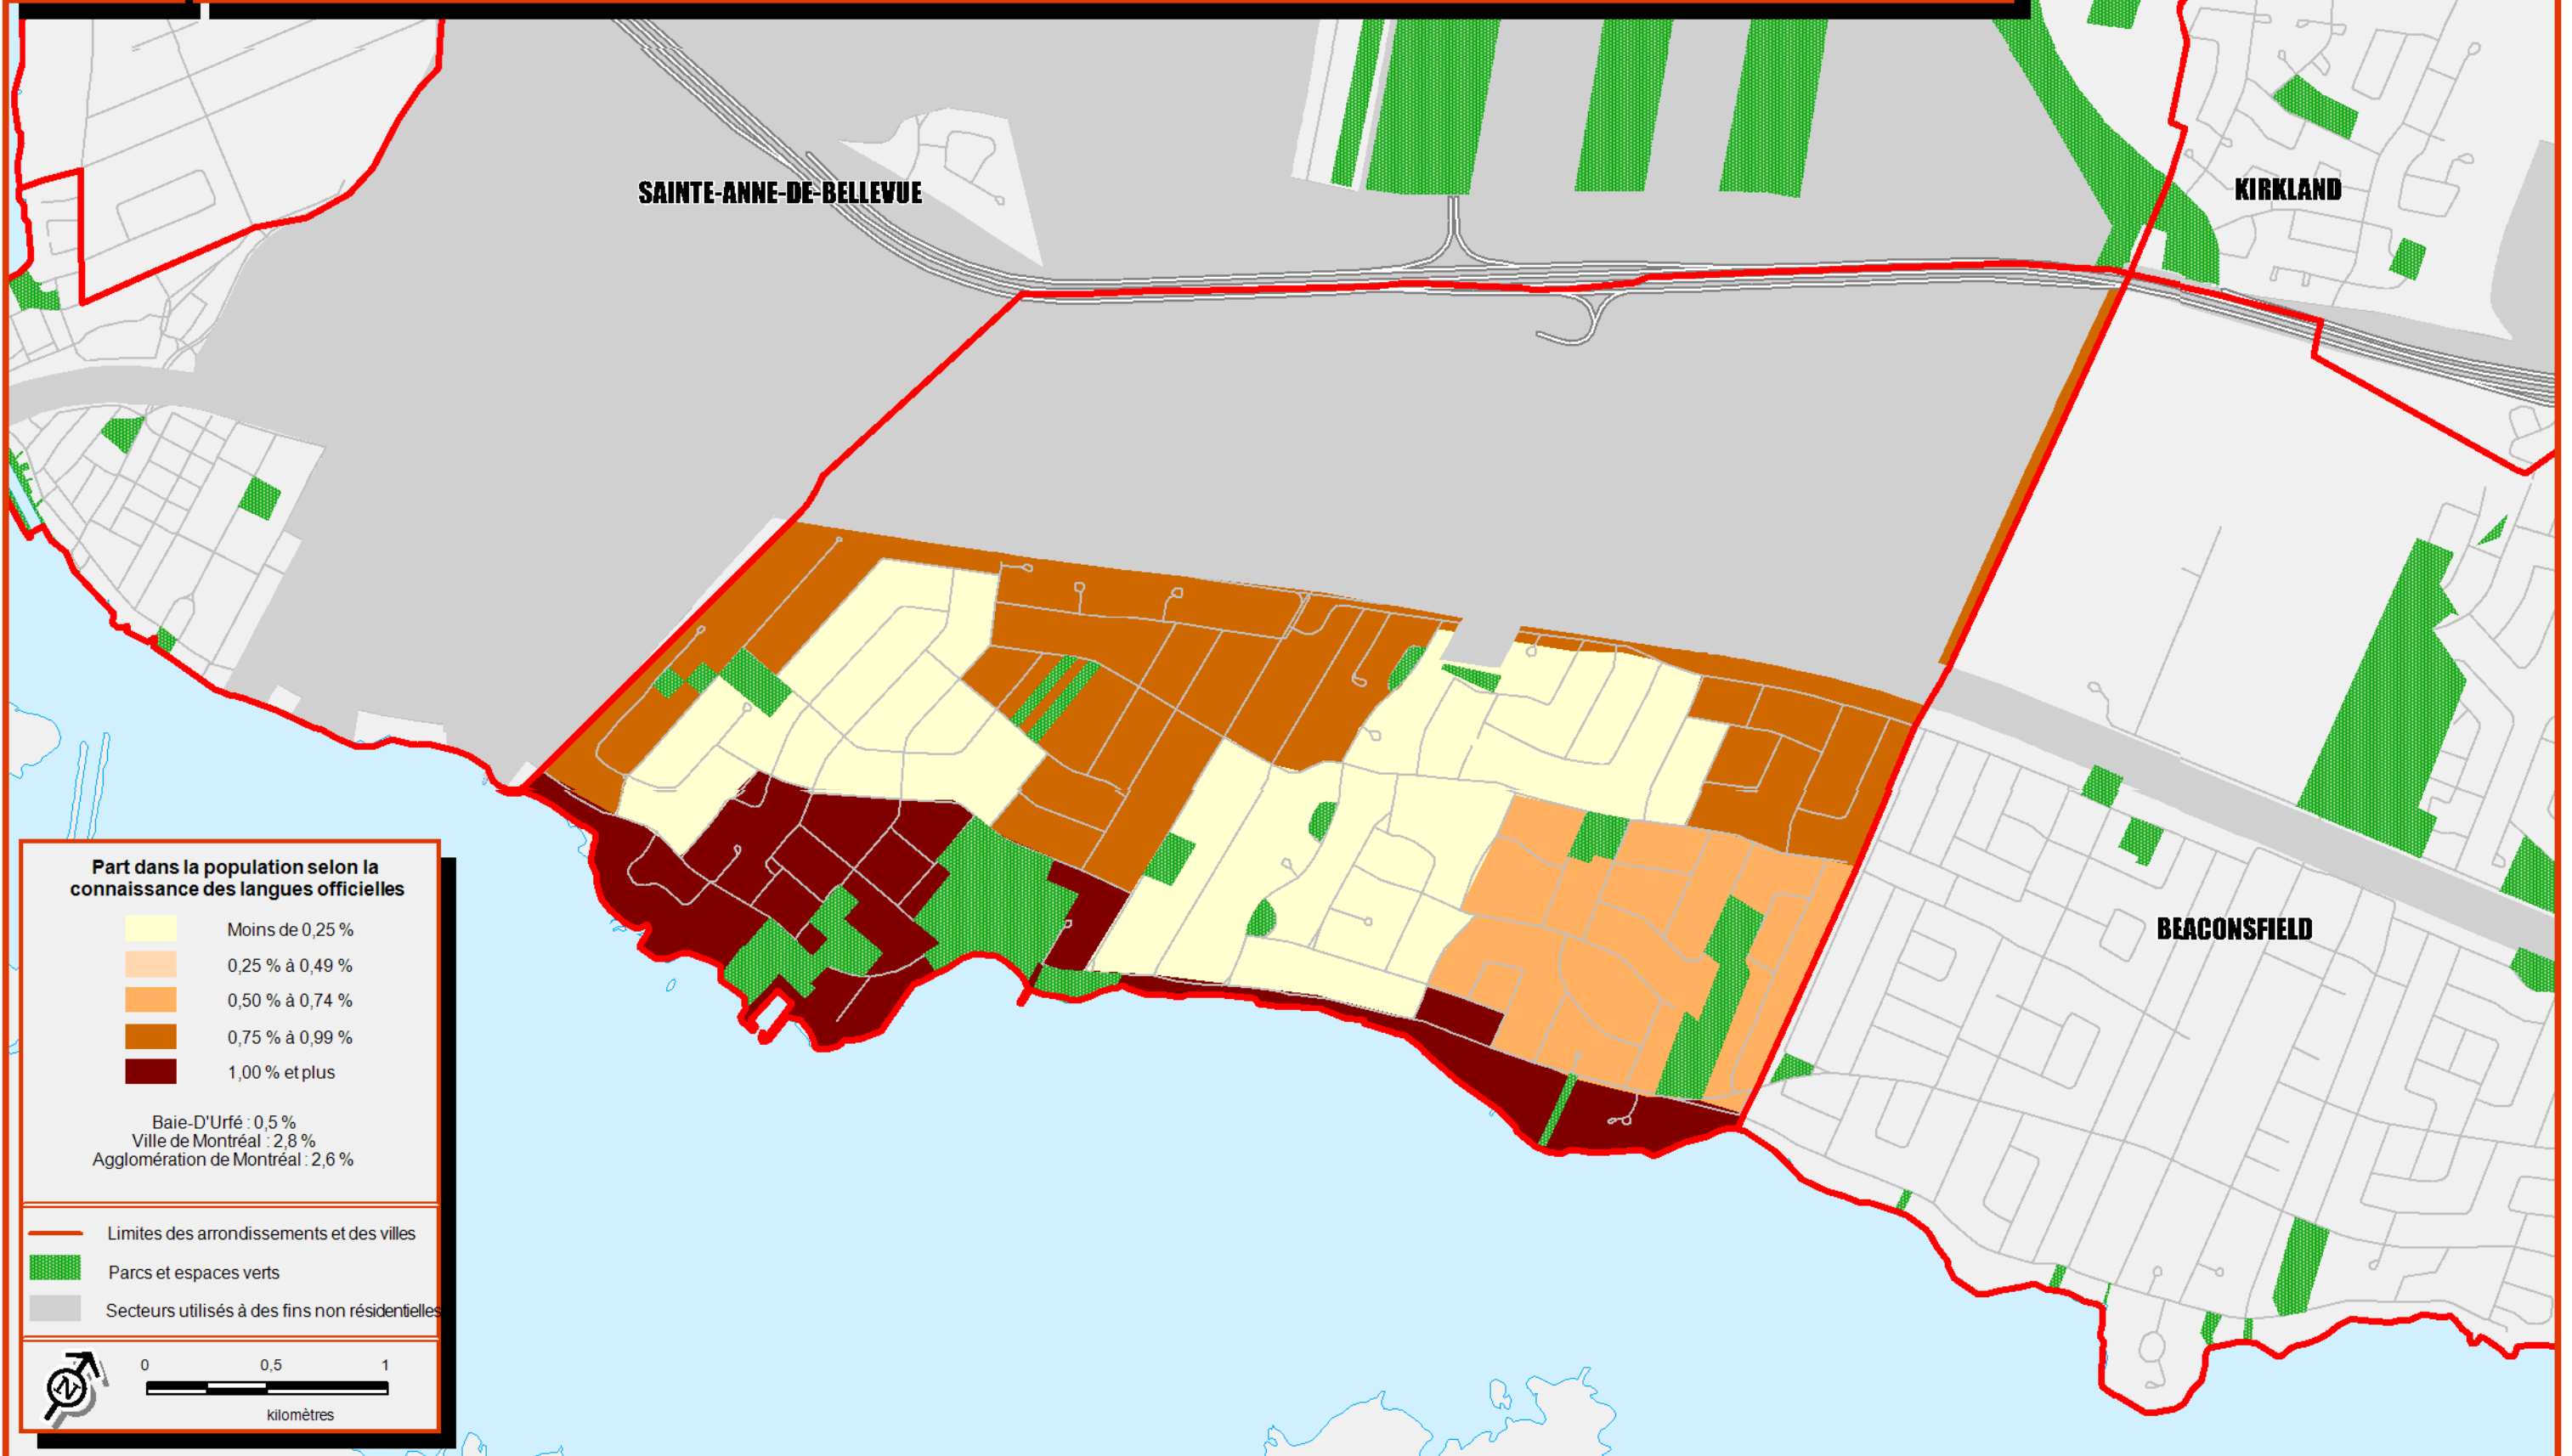 SAINTE-ANNE-DE-BELLEVUE
KIRKLAND
BEACONSFIELD
Part dans la population selon la
connaissance des langues officielles
Moins de 0,25 %
0,25 % à 0,49 %
0,50 % à 0,74 %
0,75 % à 0,99 %
1,00 % et plus
Baie-D'Urfé : 0,5 %
Ville de Montréal : 2,8 %
Agglomération de Montréal : 2,6 %
Limites des arrondissements et des villes
Parcs et espaces verts
Secteurs utilisés à des fins non résidentielles
N
0 0,5 1
kilomètres